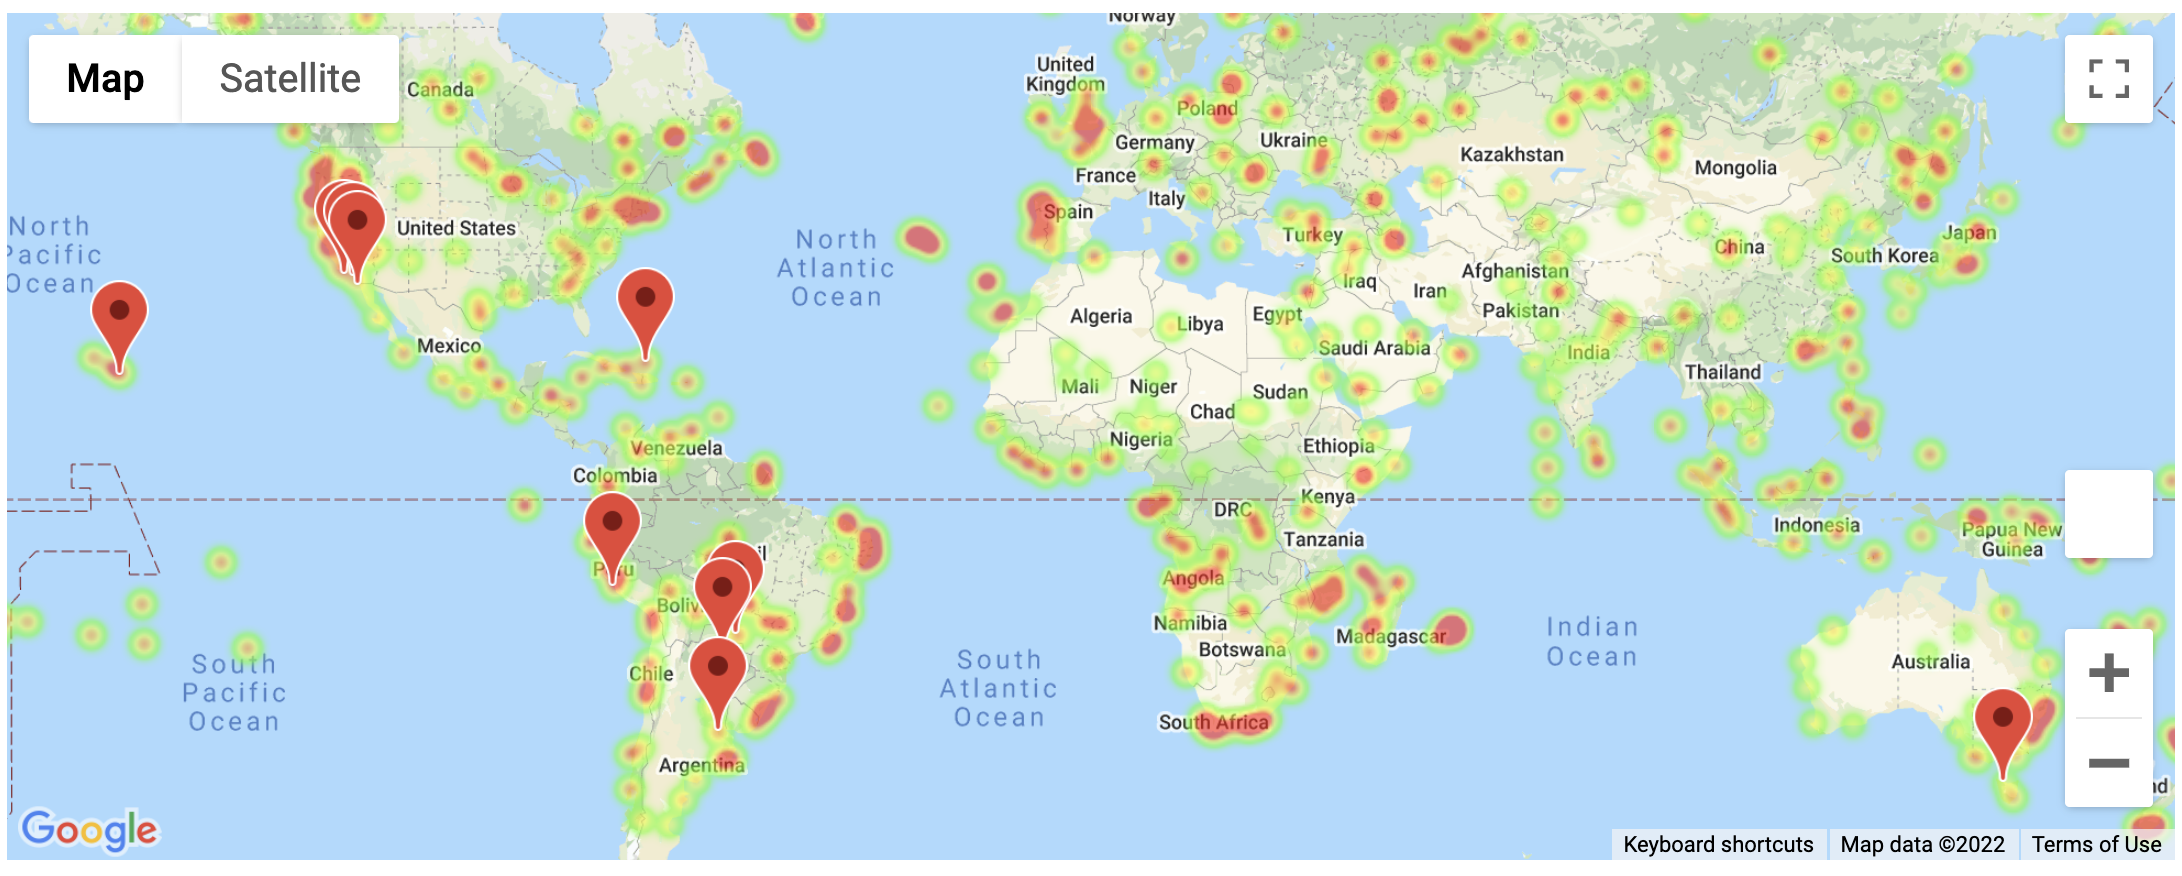 Norway
Map
Satellite
Canada
United
Kingdom
Poland
Germany
Ukraine
Kazakhstan
Mongolia
France
Italy
Spain
North
Pacific
Ocean
United States
North
Atlantic
Ocean
Turkey
China
Japan
South Korea
Afghanistan
Iraq
Iran
Pakistan
Algeria
Libya
Egypt
Mexico
Saudi Arabia
India
Thailand
Mali
Niger
Sudan
Chad
Nigeria
Ethiopia
Venezuela
Colombia
Kenya
DRC
Indonesia
Papua New
Guinea
Tanzania
Angola
Namibia
Madagascar
Botswana
Indian
Ocean
South
Pacific
Ocean
South
Atlantic
Ocean
Chile
Australia
South Africa
Argentina
Google
Keyboard shortcuts
Map data ©2022
Terms of Use